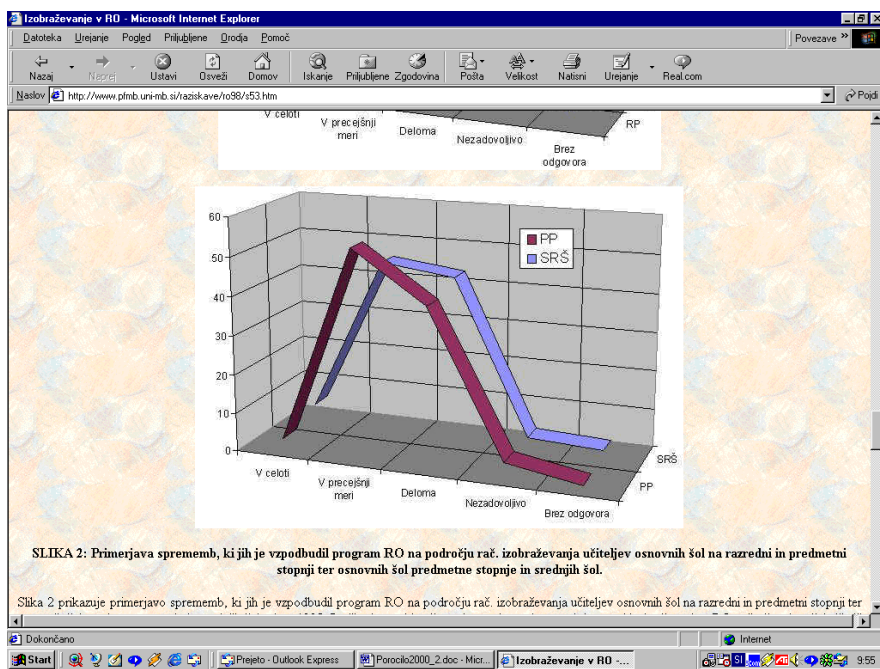 Izobraževanje v RO - Microsoft Internet Explorer
Datoteka Urejanje Pogled Priljubljene Orodja Pomoč Povezave »
Nazaj Naprej Ustavi Osveži Domov Iskanje Priljubljene Zgodovina Pošta Velikost Natisni Urejanje Real.com
Naslov http://www.pfmb.uni-mb.si/raziskave/ro98/s53.htm Pojdi
V celoti
V precejšnji meri
Deloma
Nezadovoljivo
Brez odgovora
RP
60
50
40
30
20
10
0
PP
SRŠ
V celoti
V precejšnji meri
Deloma
Nezadovoljivo
Brez odgovora
PP
SRŠ
SLIKA 2: Primerjava sprememb, ki jih je vzpodbudil program RO na področju rač. izobraževanja učiteljev osnovnih šol na razredni in predmetni
stopnji ter osnovnih šol predmetne stopnje in srednjih šol.
Slika 2 prikazuje primerjavo sprememb, ki jih je vzpodbudil program RO na področju rač. izobraževanja učiteljev osnovnih šol na razredni in predmetni stopnji ter
Dokončano Internet
Start Prejeto - Outlook Express Porocilo2000_2.doc - Micr... Izobraževanje v RO -... SI 9:55